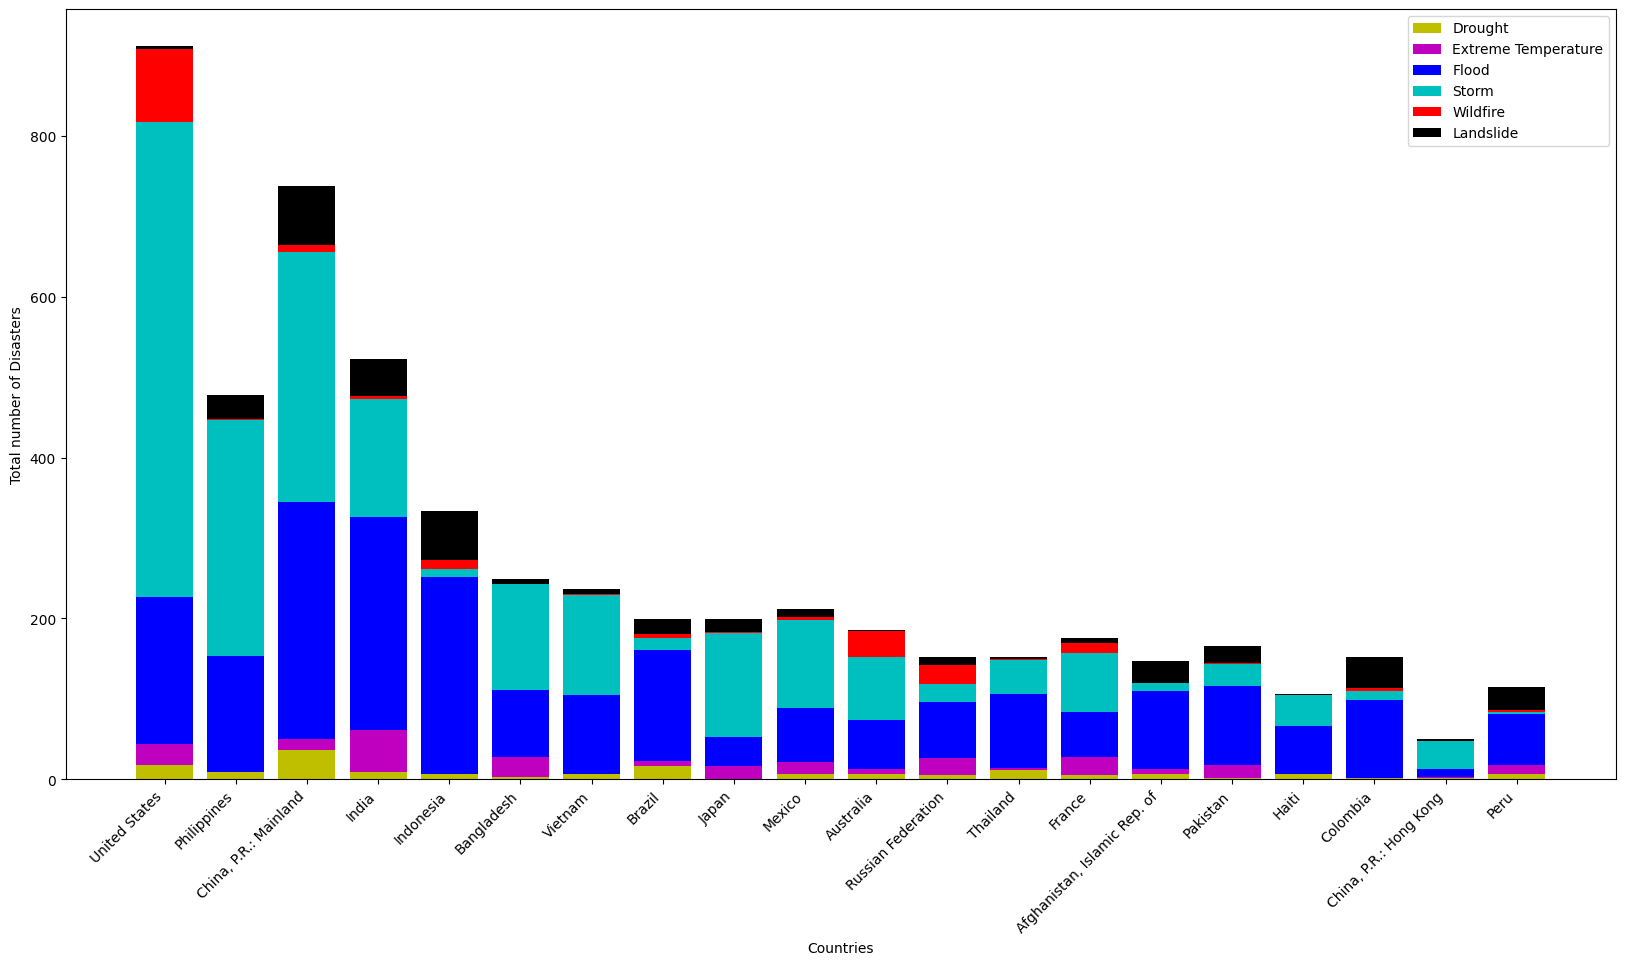 Drought
Extreme Temperature
Flood
Storm
Wildfire
Landslide
Total number of Disasters
800
600
400
200
0
United States
Philippines
China, P.R.: Mainland
India
Indonesia
Bangladesh
Vietnam
Brazil
Japan
Mexico
Australia
Russian Federation
Thailand
France
Afghanistan, Islamic Rep. of
Pakistan
Haiti
Colombia
China, P.R.: Hong Kong
Peru
Countries